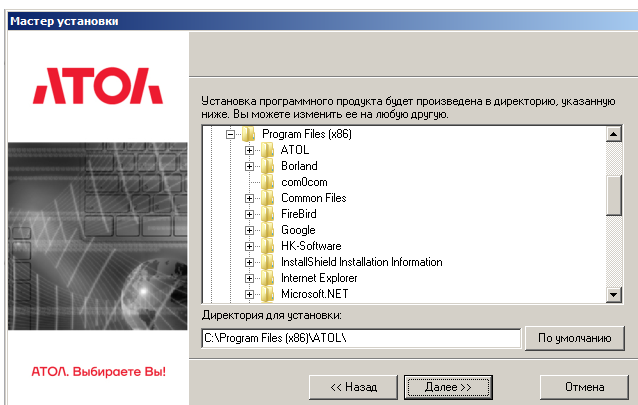 Мастер установки
АТОЛ
Установка программного продукта будет произведена в директорию, указанную
ниже. Вы можете изменить ее на любую другую.
Program Files (x86)
ATOL
Borland
com0com
Common Files
FireBird
Google
HK-Software
InstallShield Installation Information
Internet Explorer
Microsoft.NET
Директория для установки:
C:\Program Files (x86)\ATOL\
По умолчанию
АТОЛ. Выбираете Вы!
<< Назад
Далее >>
Отмена